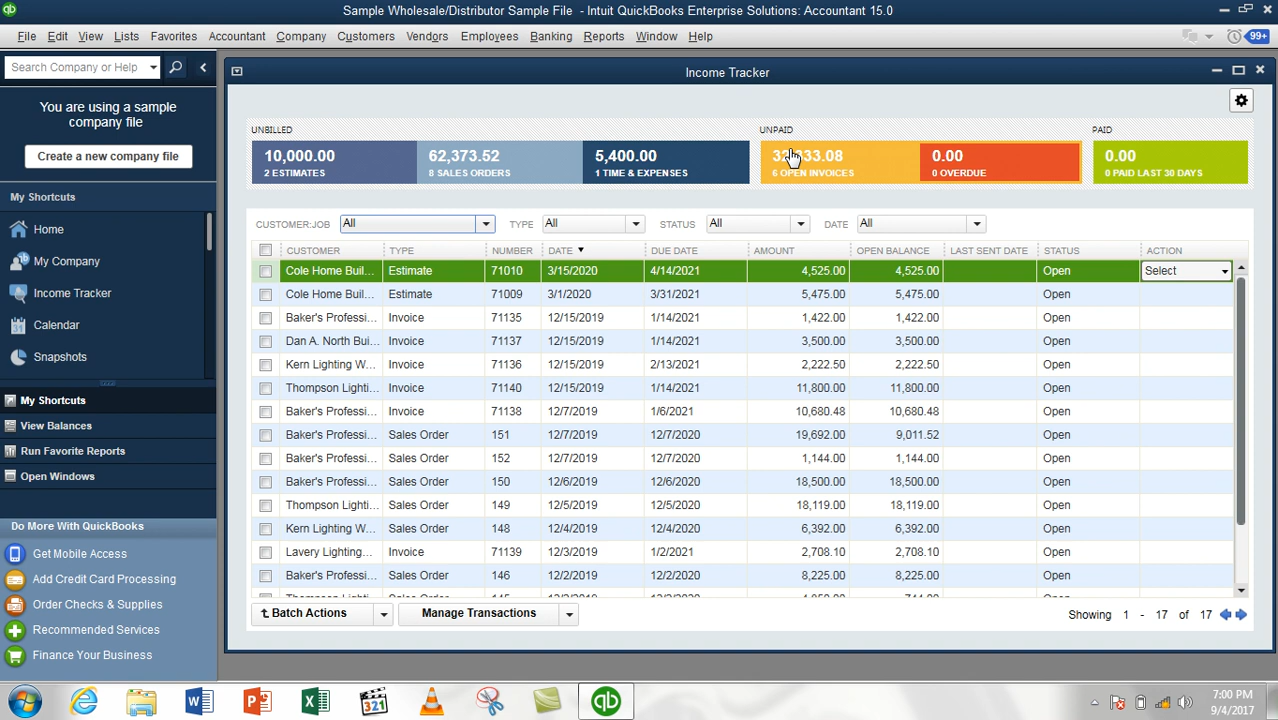 Sample Wholesale/Distributor Sample File - Intuit QuickBooks Enterprise Solutions: Accountant 15.0
File Edit View Lists Favorites Accountant Company Customers Vendors Employees Banking Reports Window Help 99+
Search Company or Help
You are using a sample
company file
Create a new company file
My Shortcuts
Home
My Company
Income Tracker
Calendar
Snapshots
My Shortcuts
View Balances
Run Favorite Reports
Open Windows
Do More With QuickBooks
Get Mobile Access
Add Credit Card Processing
Order Checks & Supplies
Recommended Services
Finance Your Business
Income Tracker
UNBILLED UNPAID PAID
10,000.00 62,373.52 5,400.00 0.00 0.00
2 ESTIMATES 8 SALES ORDERS 1 TIME & EXPENSES 6 OPEN INVOICES 0 OVERDUE 0 PAID LAST 30 DAYS
CUSTOMER:JOB All TYPE All STATUS All DATE All
CUSTOMER TYPE NUMBER DATE DUE DATE AMOUNT OPEN BALANCE LAST SENT DATE STATUS ACTION
Cole Home Buil... Estimate 71010 3/15/2020 4/14/2021 4,525.00 4,525.00 Open Select
Cole Home Buil... Estimate 71009 3/1/2020 3/31/2021 5,475.00 5,475.00 Open
Baker's Professi... Invoice 71135 12/15/2019 1/14/2021 1,422.00 1,422.00 Open
Dan A. North Bui... Invoice 71137 12/15/2019 1/14/2021 3,500.00 3,500.00 Open
Kern Lighting W... Invoice 71136 12/15/2019 2/13/2021 2,222.50 2,222.50 Open
Thompson Lighti... Invoice 71140 12/15/2019 1/14/2021 11,800.00 11,800.00 Open
Baker's Professi... Invoice 71138 12/7/2019 1/6/2021 10,680.48 10,680.48 Open
Baker's Professi... Sales Order 151 12/7/2019 12/7/2020 19,692.00 9,011.52 Open
Baker's Professi... Sales Order 152 12/7/2019 12/7/2020 1,144.00 1,144.00 Open
Baker's Professi... Sales Order 150 12/6/2019 12/6/2020 18,500.00 18,500.00 Open
Thompson Lighti... Sales Order 149 12/5/2019 12/5/2020 18,119.00 18,119.00 Open
Kern Lighting W... Sales Order 148 12/4/2019 12/4/2020 6,392.00 6,392.00 Open
Lavery Lighting... Invoice 71139 12/3/2019 1/2/2021 2,708.10 2,708.10 Open
Baker's Professi... Sales Order 146 12/2/2019 12/2/2020 8,225.00 8,225.00 Open
Batch Actions Manage Transactions Showing 1 - 17 of 17
7:00 PM
9/4/2017